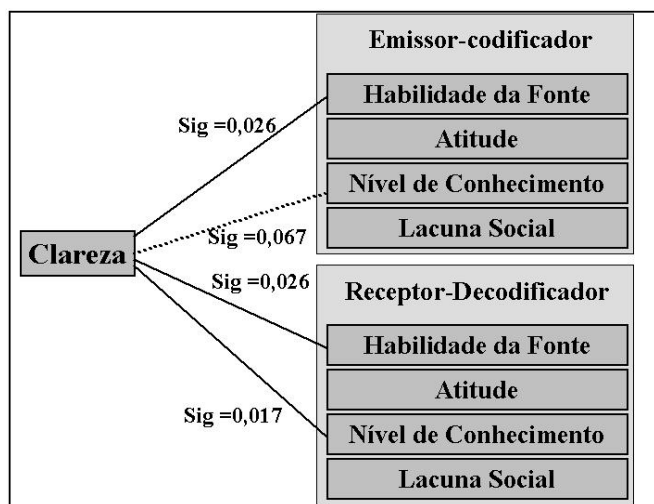 Emissor-codificador
Habilidade da Fonte
Sig =0,026
Atitude
Nível de Conhecimento
Sig =0,067
Lacuna Social
Clareza
Sig =0,026
Receptor-Decodificador
Habilidade da Fonte
Atitude
Sig =0,017
Nível de Conhecimento
Lacuna Social